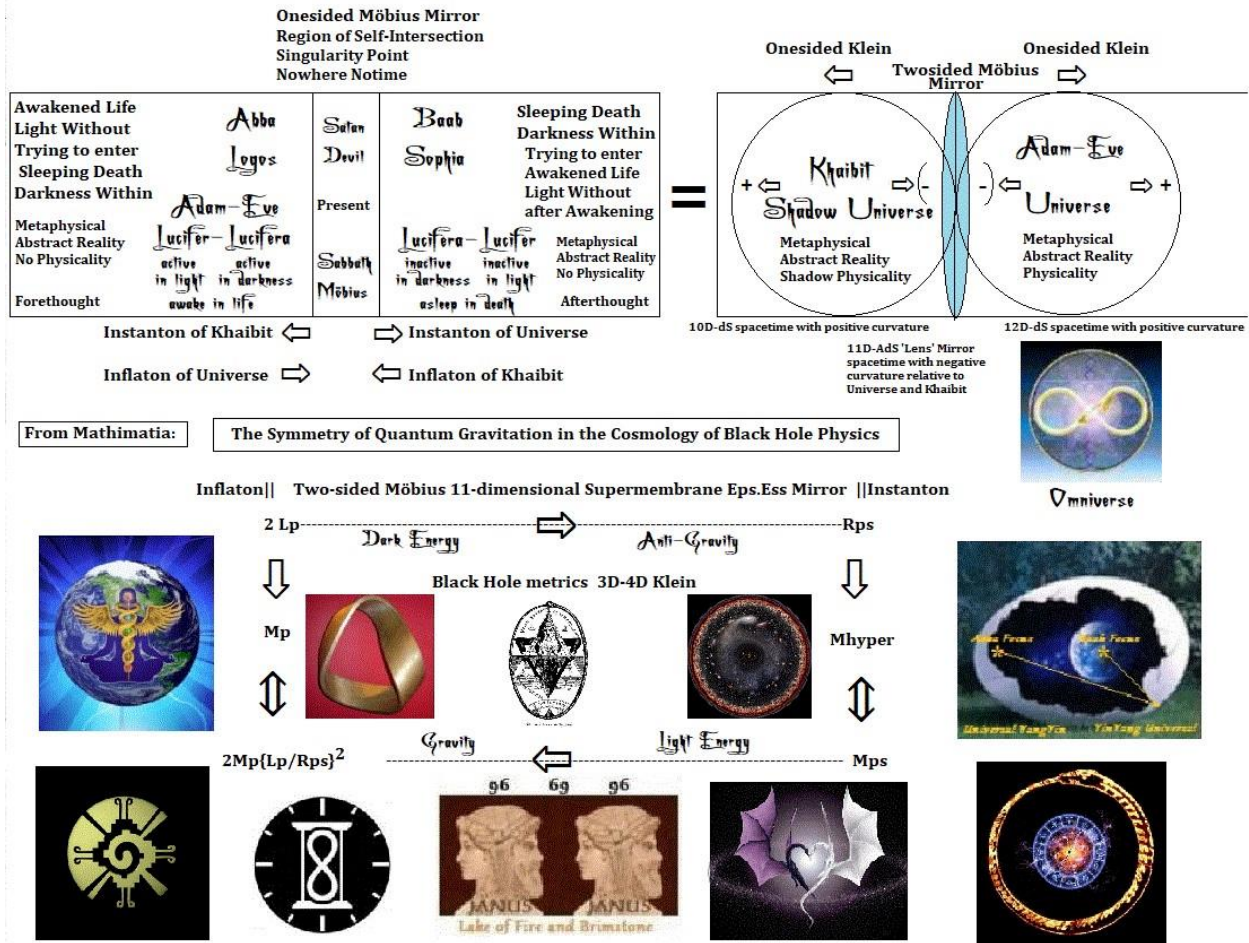 Onesided Möbius Mirror
Region of Self-Intersection
Singularity Point
Nowhere Notime
Onesided Klein
Onesided Klein
Twosided Möbius
Mirror
Awakened Life
Light Without
Trying to enter
Sleeping Death
Darkness Within
Metaphysical
Abstract Reality
No Physicality
Forethought
Abba
Logos
Adam-Eve
Lucifer-Lucifera
active active
in light in darkness
awake in life
Satan
Devil
Present
Sabbath
Möbius
Baab
Sophia
Lucifera-Lucifer
inactive inactive
in darkness in light
asleep in death
Sleeping Death
Darkness Within
Trying to enter
Awakened Life
Light Without
after Awakening
Metaphysical
Abstract Reality
No Physicality
Afterthought
=
Khaibit
+ -
Shadow Universe
Metaphysical
Abstract Reality
Shadow Physicality
Adam-Eve
- +
Universe
Metaphysical
Abstract Reality
Physicality
Instanton of Khaibit
Instanton of Universe
Inflaton of Universe
Inflaton of Khaibit
10D-dS spacetime with positive curvature
12D-dS spacetime with positive curvature
11D-AdS 'Lens' Mirror
spacetime with negative
curvature relative to
Universe and Khaibit
Omniverse
From Mathimatia:
The Symmetry of Quantum Gravitation in the Cosmology of Black Hole Physics
Inflaton|| Two-sided Möbius 11-dimensional Supermembrane Eps.Ess Mirror ||Instanton
2 Lp Rps
Dark Energy Anti-Gravity
Black Hole metrics 3D-4D Klein
Mp
Mhyper
Gravity Light Energy
2Mp{Lp/Rps}² Mps
Focus
Focus
Universal YangYin YinYang Universal
96 69 96
JANUS JANUS
Lake of Fire and Brimstone